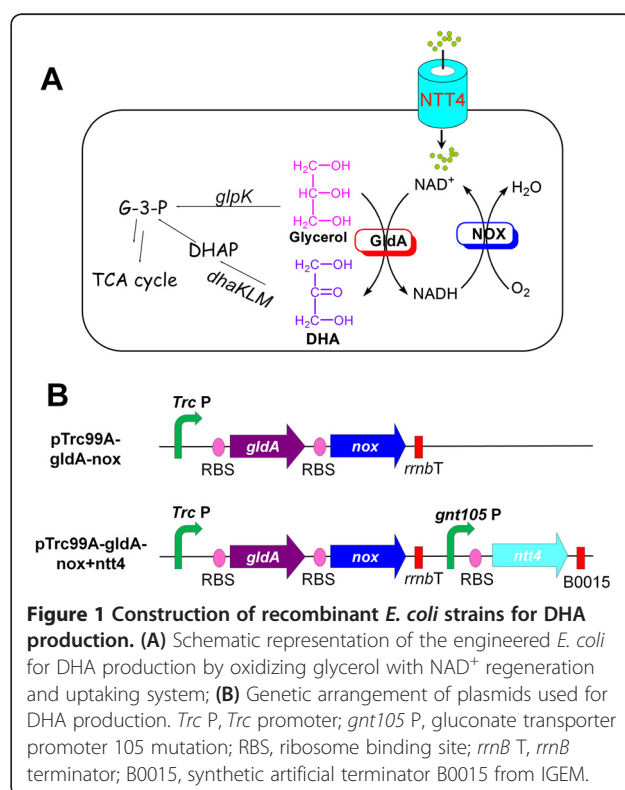 A
NTT4
H₂C—OH
HC—OH
H₂C—OH
Glycerol
glpK
G-3-P
DHAP
dhaKLM
TCA cycle
H₂C—OH
C=O
H₂C—OH
DHA
GldA
NAD⁺
NADH
NOX
H₂O
O₂
B
pTrc99A-
gldA-nox
Trc P
RBS
gldA
RBS
nox
rrnbT
pTrc99A-gldA-
nox+ntt4
Trc P
RBS
gldA
RBS
nox
rrnbT
gnt105 P
RBS
ntt4
B0015
Figure 1 Construction of recombinant E. coli strains for DHA
production. (A) Schematic representation of the engineered E. coli
for DHA production by oxidizing glycerol with NAD⁺ regeneration
and uptaking system; (B) Genetic arrangement of plasmids used for
DHA production. Trc P, Trc promoter; gnt105 P, gluconate transporter
promoter 105 mutation; RBS, ribosome binding site; rrnB T, rrnB
terminator; B0015, synthetic artificial terminator B0015 from IGEM.